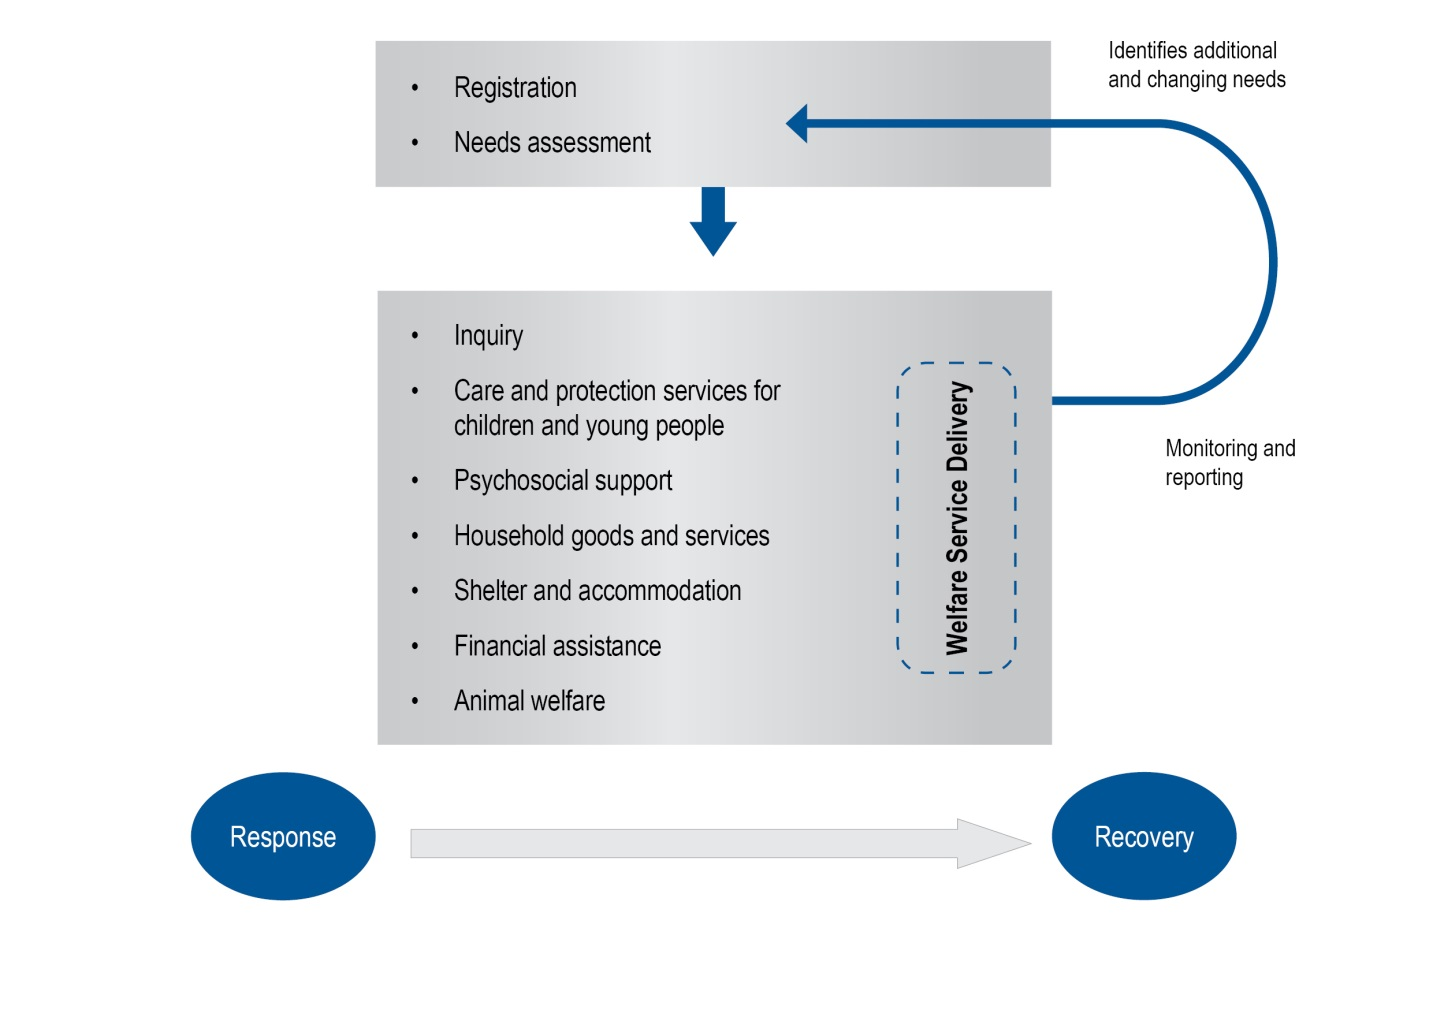 Identifies additional
and changing needs
• Registration
• Needs assessment
• Inquiry
• Care and protection services for
children and young people
• Psychosocial support
• Household goods and services
• Shelter and accommodation
• Financial assistance
• Animal welfare
Welfare Service Delivery
Monitoring and
reporting
Response
Recovery